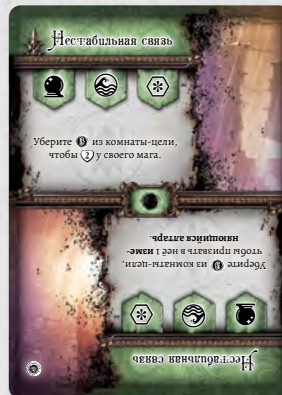 Нестабильная связь
Уберите из комнаты-цели,
чтобы 2 у своего мага.
Уберите из комнаты-цели,
чтобы призвать в неё 1 изме-
няющийся алтарь.
Нестабильная связь